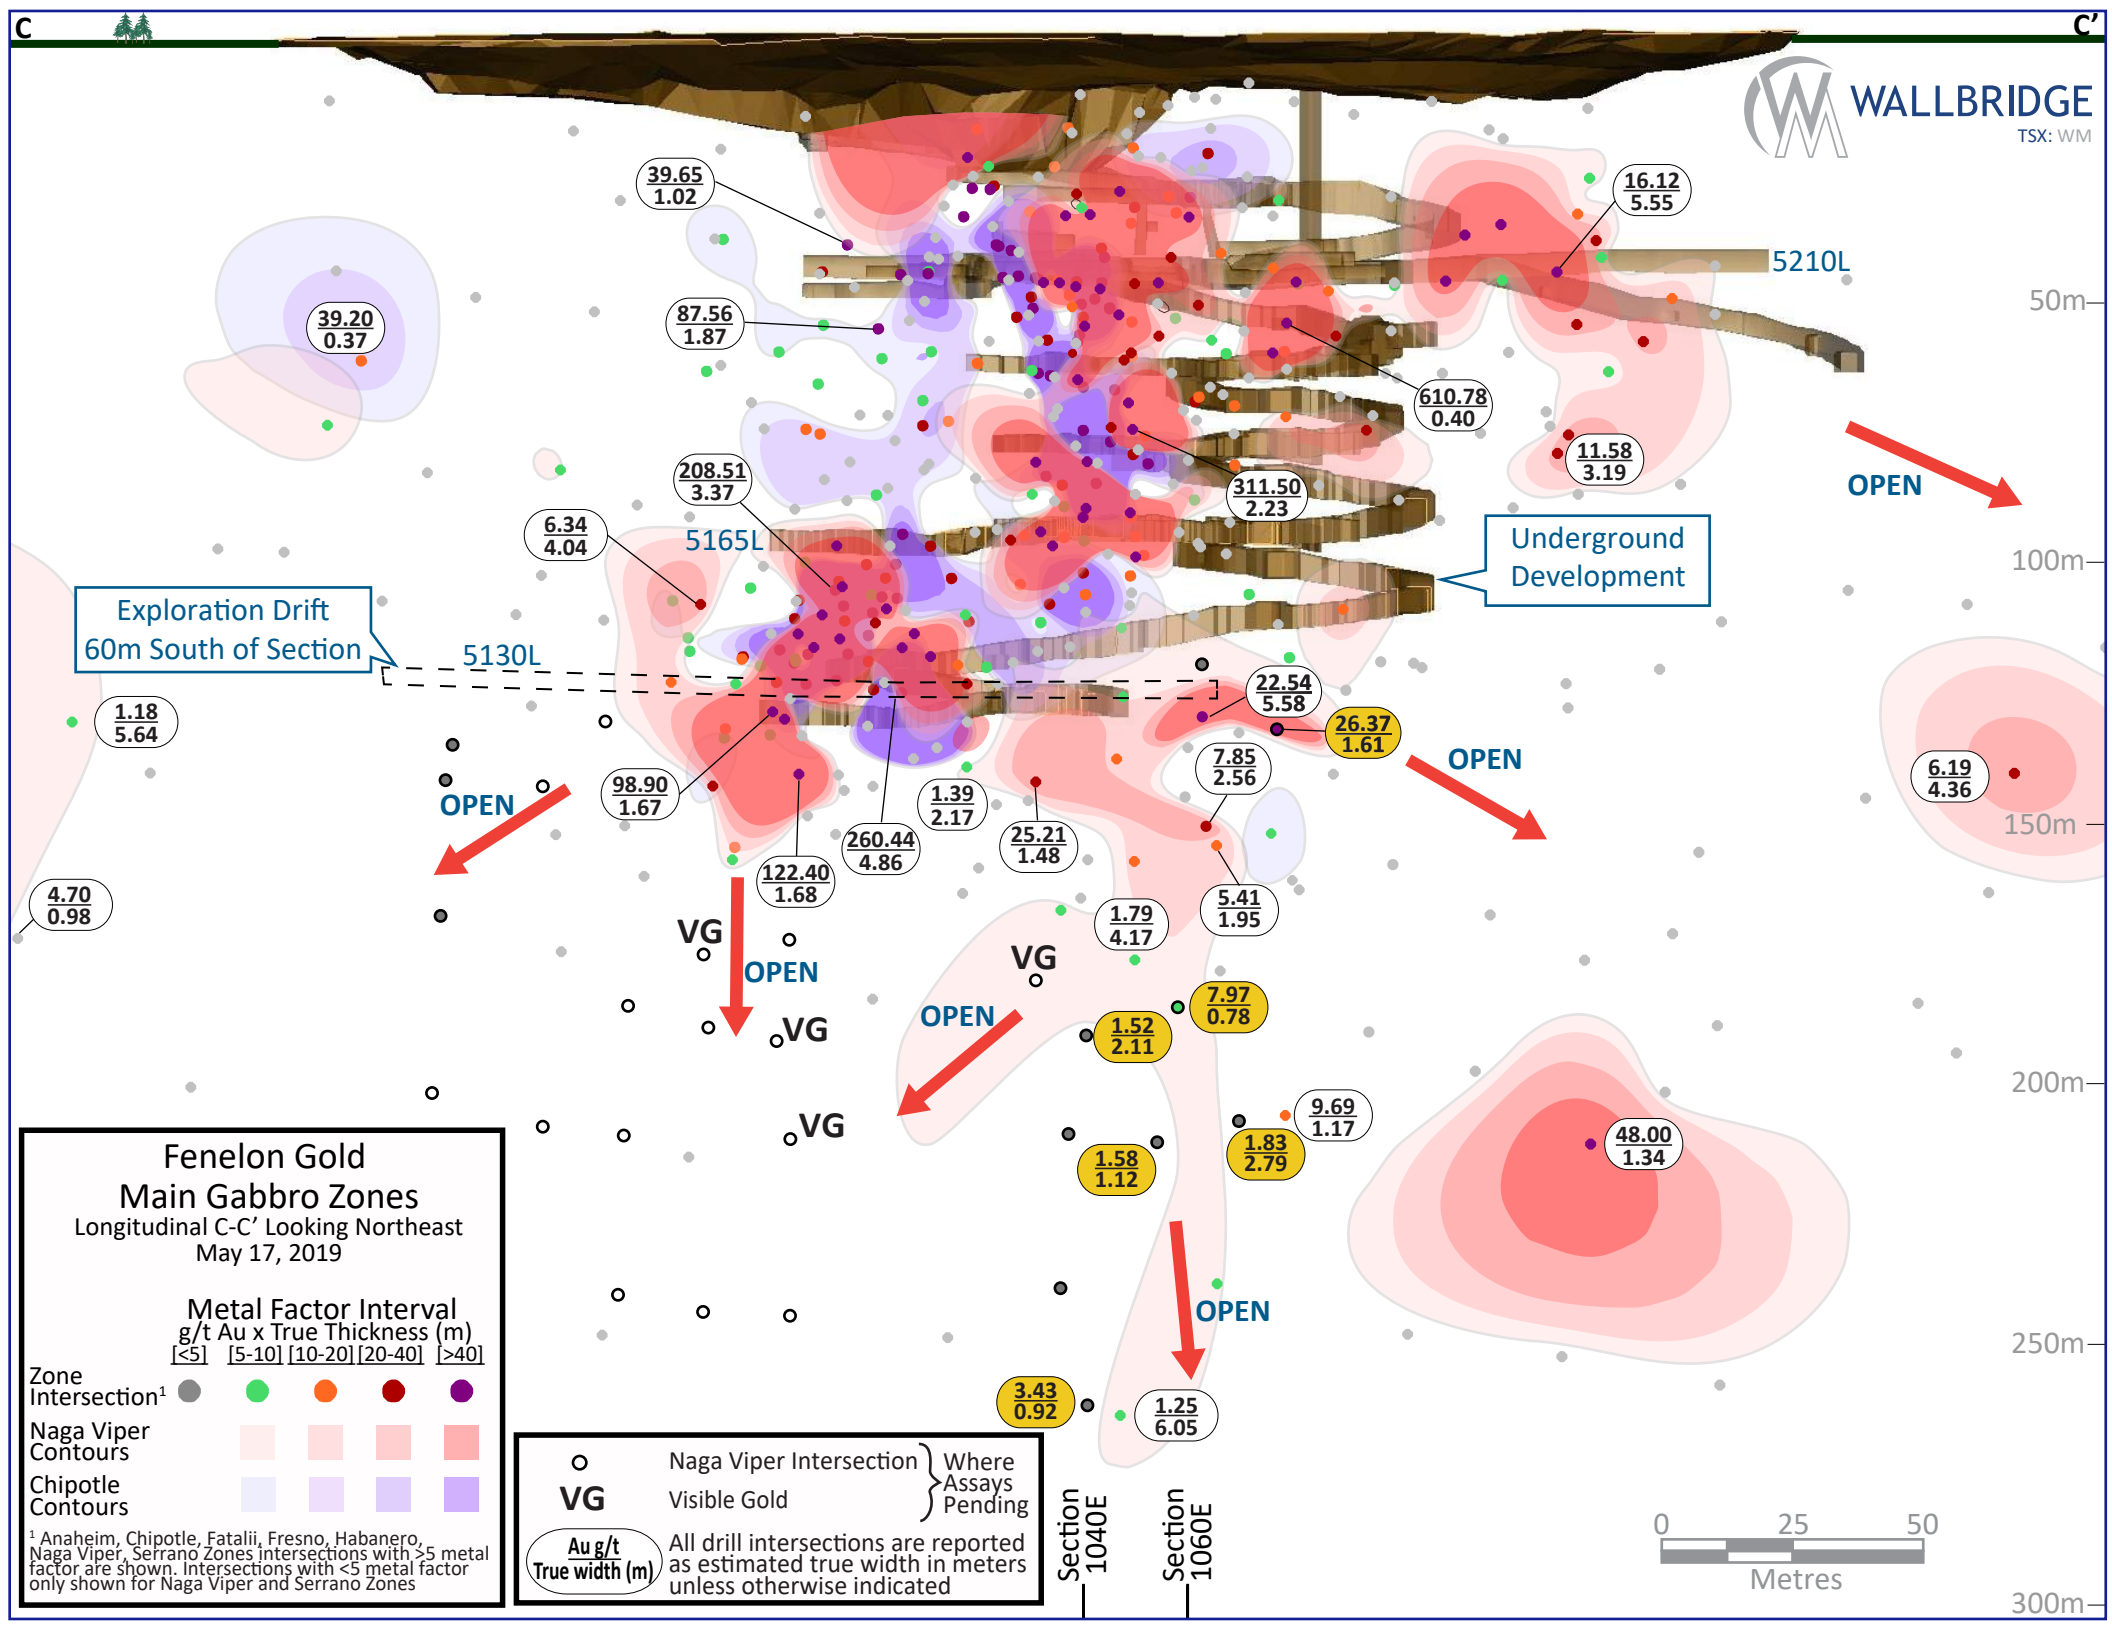 C
C'
WALLBRIDGE
TSX: WM
39.65
1.02
16.12
5.55
5210L
50m
39.20
0.37
87.56
1.87
610.78
0.40
OPEN
11.58
3.19
208.51
3.37
311.50
2.23
6.34
4.04
5165L
Underground
Development
100m
Exploration Drift
60m South of Section
5130L
1.18
5.64
22.54
5.58
26.37
1.61
OPEN
7.85
2.56
6.19
4.36
98.90
1.67
OPEN
1.39
2.17
25.21
1.48
260.44
4.86
150m
122.40
1.68
4.70
0.98
5.41
1.95
1.79
4.17
VG
OPEN
VG
7.97
0.78
OPEN
1.52
2.11
VG
200m
VG
9.69
1.17
1.83
2.79
1.58
1.12
48.00
1.34
OPEN
250m
3.43
0.92
1.25
6.05
Fenelon Gold
Main Gabbro Zones
Longitudinal C-C’ Looking Northeast
May 17, 2019
Metal Factor Interval
g/t Au x True Thickness (m)
[<5] [5-10] [10-20] [20-40] [>40]
Zone
Intersection1
Naga Viper
Contours
Chipotle
Contours
1 Anaheim, Chipotle, Fatalii, Fresno, Habanero,
Naga Viper, Serrano Zones intersections with >5 metal
factor are shown. Intersections with <5 metal factor
only shown for Naga Viper and Serrano Zones
Naga Viper Intersection
VG Visible Gold
Where
Assays
Pending
Au g/t
True width (m)
All drill intersections are reported
as estimated true width in meters
unless otherwise indicated
Section
1040E
Section
1060E
0 25 50
Metres
300m